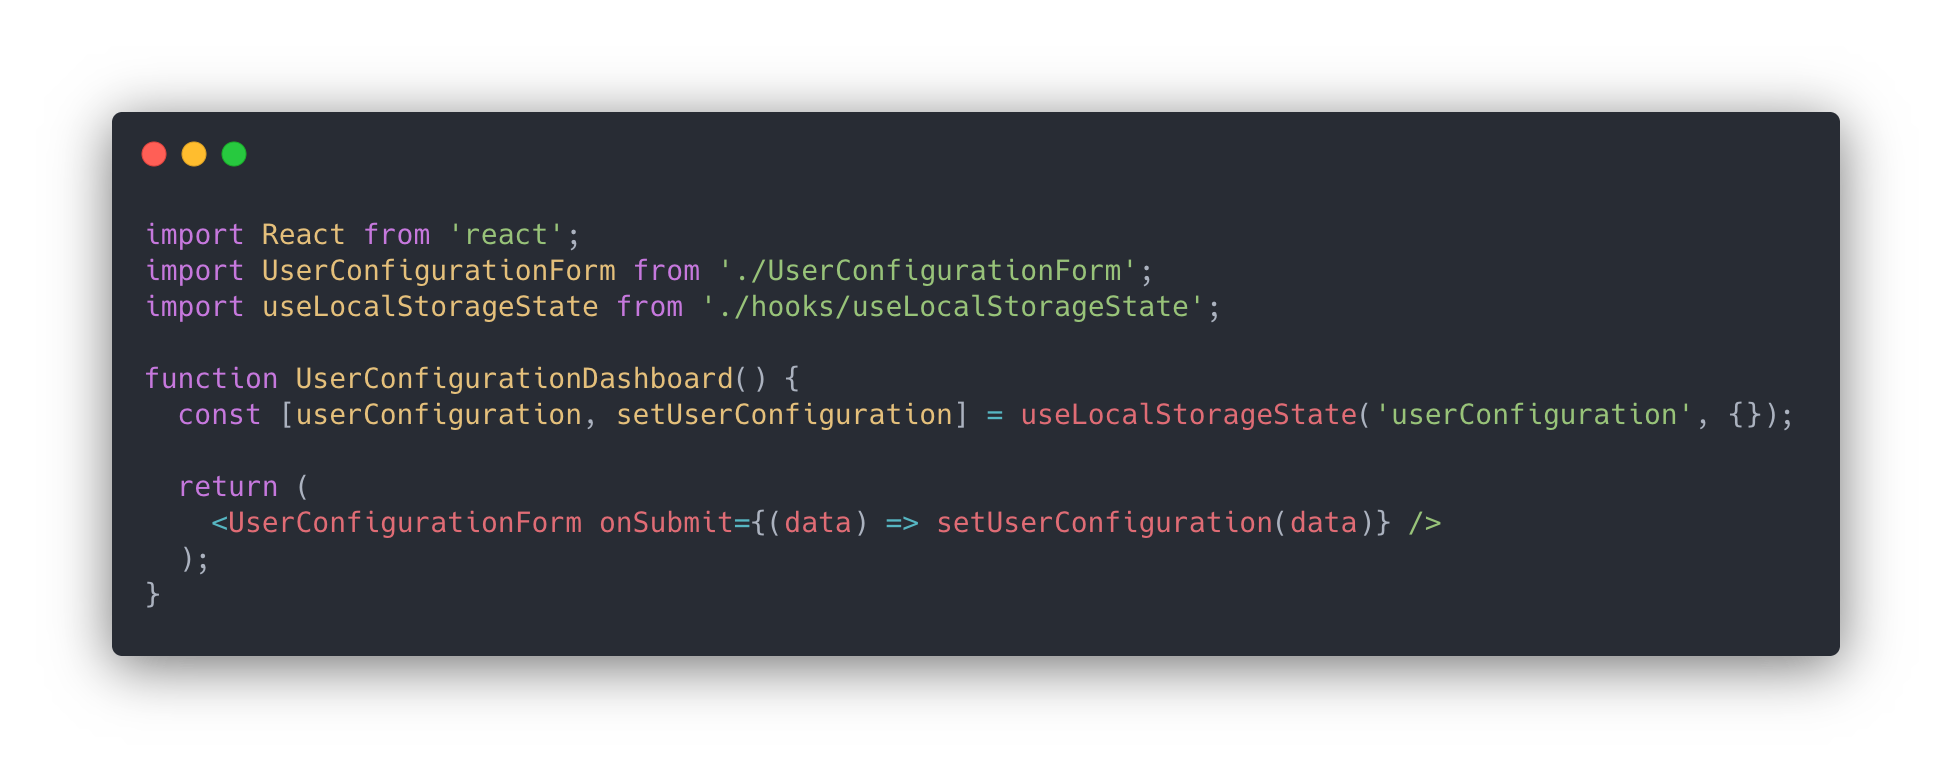 import React from 'react';
import UserConfigurationForm from './UserConfigurationForm';
import useLocalStorageState from './hooks/useLocalStorageState';

function UserConfigurationDashboard() {
  const [userConfiguration, setUserConfiguration] = useLocalStorageState('userConfiguration', {});

  return (
    <UserConfigurationForm onSubmit={(data) => setUserConfiguration(data)} />
  );
}